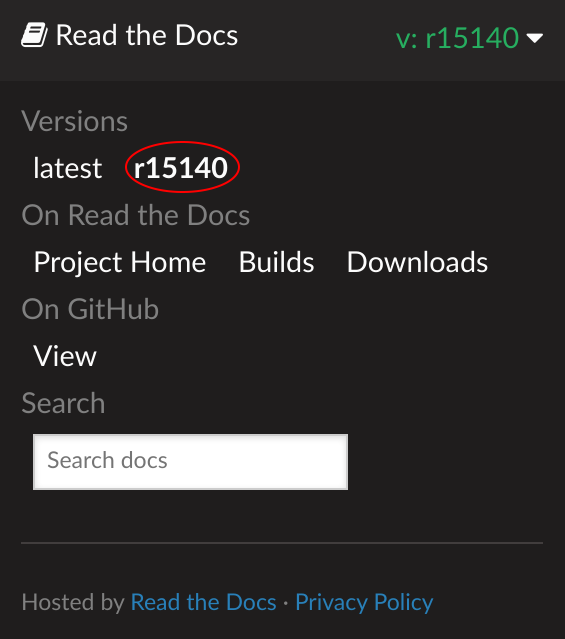 Read the Docs v: r15140
Versions
latest r15140
On Read the Docs
Project Home Builds Downloads
On GitHub
View
Search
Search docs
Hosted by Read the Docs · Privacy Policy